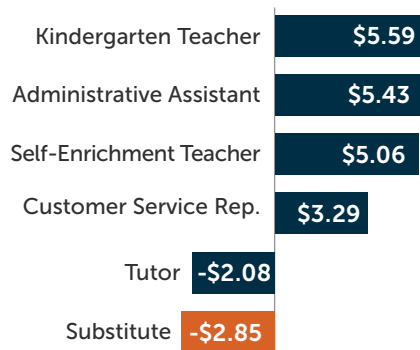 Kindergarten Teacher $5.59
Administrative Assistant $5.43
Self-Enrichment Teacher $5.06
Customer Service Rep. $3.29
Tutor -$2.08
Substitute -$2.85